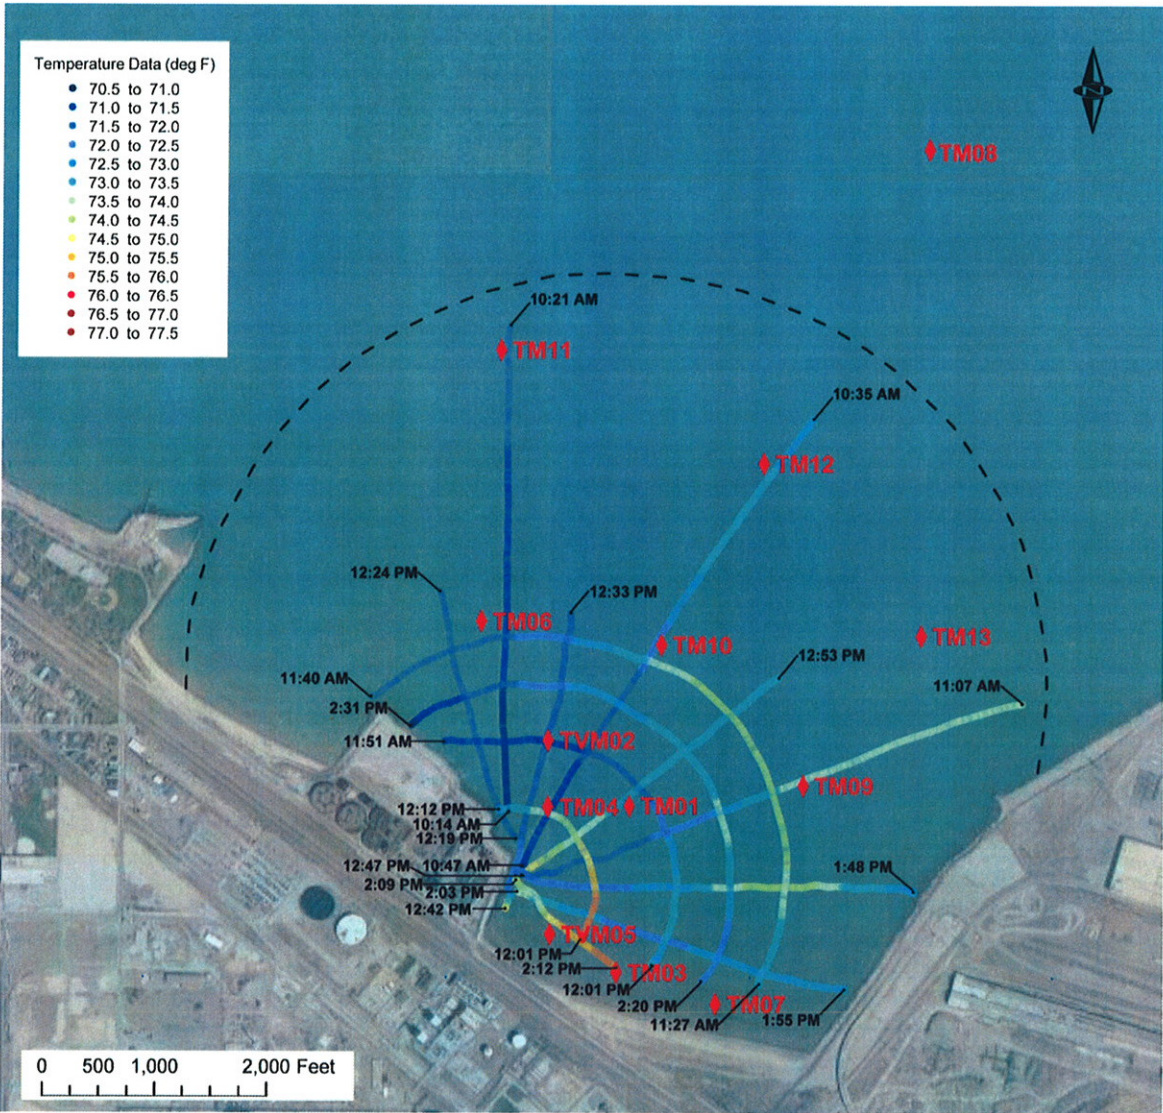 Temperature Data (deg F)
70.5 to 71.0
71.0 to 71.5
71.5 to 72.0
72.0 to 72.5
72.5 to 73.0
73.0 to 73.5
73.5 to 74.0
74.0 to 74.5
74.5 to 75.0
75.0 to 75.5
75.5 to 76.0
76.0 to 76.5
76.5 to 77.0
77.0 to 77.5
N
TM08
10:21 AM
TM11
10:35 AM
TM12
12:24 PM
12:33 PM
TM06
TM13
TM10
12:53 PM
11:40 AM
11:07 AM
2:31 PM
11:51 AM
TVM02
TM09
12:12 PM
TM04
TM01
10:14 AM
12:19 PM
12:47 PM
10:47 AM
1:48 PM
2:09 PM
2:03 PM
12:42 PM
TVM05
12:01 PM
2:12 PM
TM03
12:01 PM
2:20 PM
TM07
11:27 AM
1:55 PM
0 500 1,000 2,000 Feet